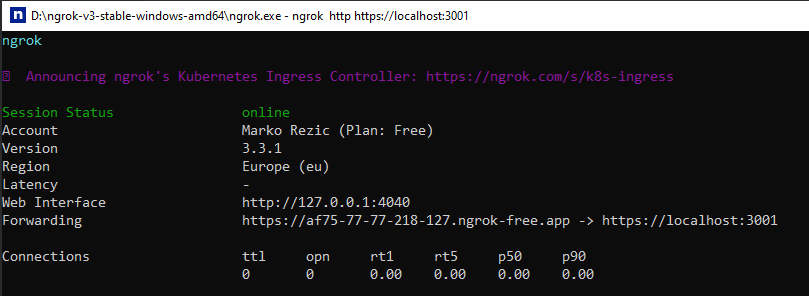 D:\ngrok-v3-stable-windows-amd64\ngrok.exe - ngrok http https://localhost:3001
ngrok
Announcing ngrok's Kubernetes Ingress Controller: https://ngrok.com/s/k8s-ingress
Session Status online
Account Marko Rezic (Plan: Free)
Version 3.3.1
Region Europe (eu)
Latency -
Web Interface http://127.0.0.1:4040
Forwarding https://af75-77-77-218-127.ngrok-free.app -> https://localhost:3001
Connections ttl opn rt1 rt5 p50 p90
0 0 0.00 0.00 0.00 0.00